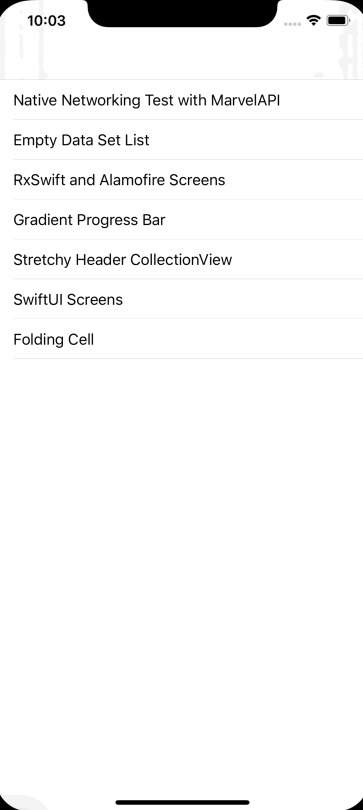 10:03
Native Networking Test with MarvelAPI
Empty Data Set List
RxSwift and Alamofire Screens
Gradient Progress Bar
Stretchy Header CollectionView
SwiftUI Screens
Folding Cell